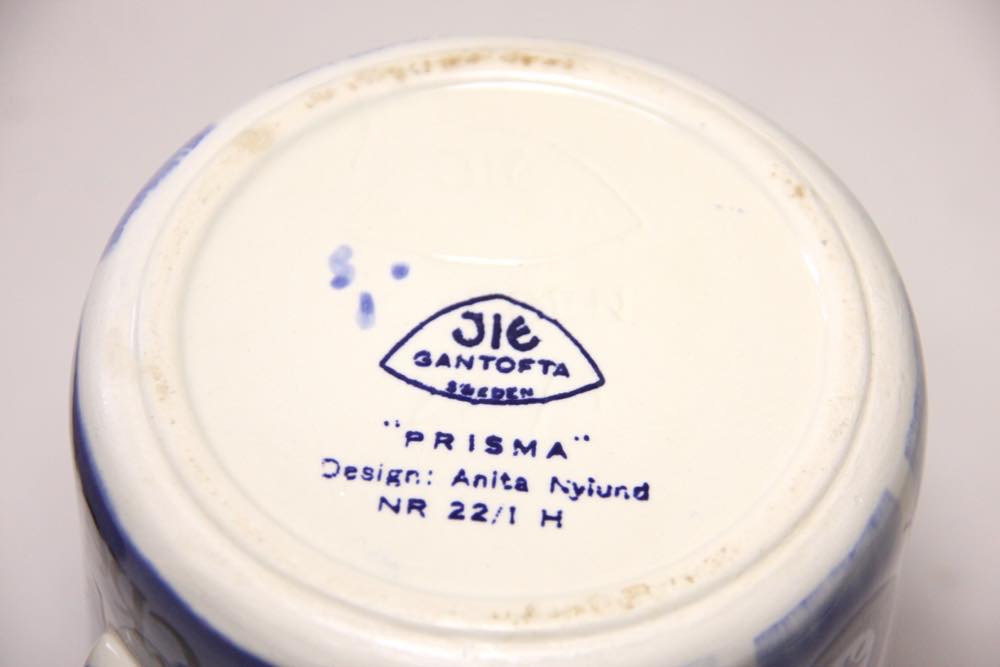 JIE
GANTOFTA
SWEDEN
"PRISMA"
Design: Anita Nylund
NR 22/1 H